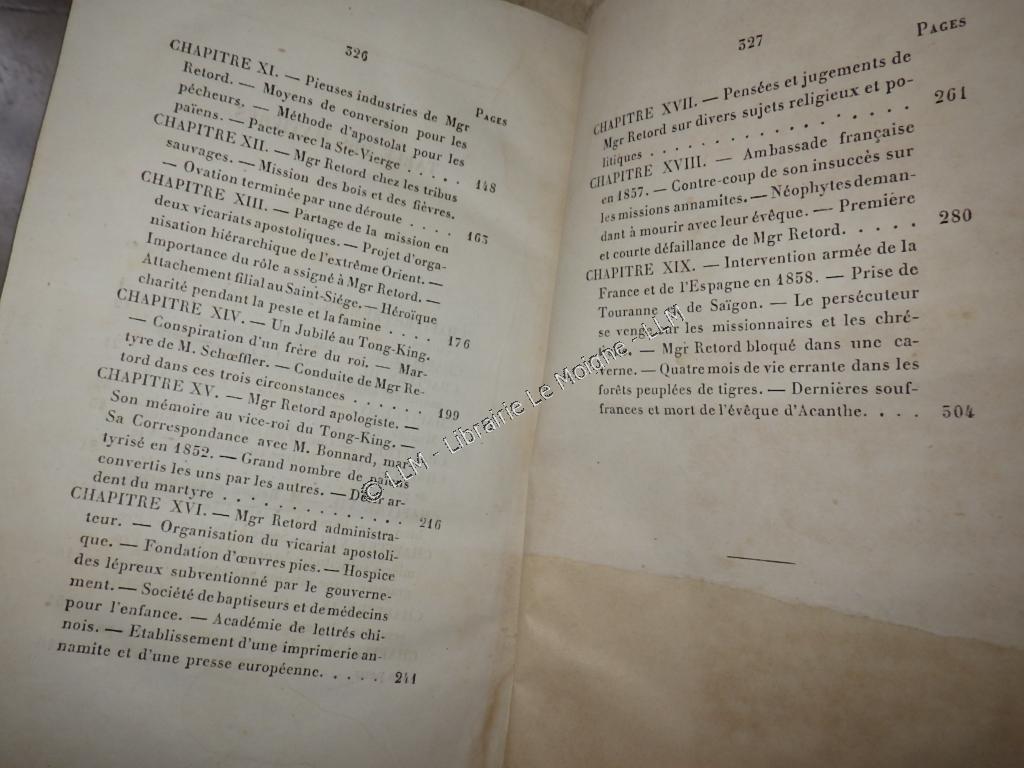 326
PAGES
CHAPITRE XI. — Pieuses industries de Mgr
Retord. — Moyens de conversion pour les
pécheurs. — Méthode d'apostolat pour les
païens. — Pacte avec la Ste-Vierge . . . . . 148
CHAPITRE XII. — Mgr Retord chez les tribus
sauvages. — Mission des bois et des fièvres.
— Ovation terminée par une déroute . . . . 163
CHAPITRE XIII. — Partage de la mission en
deux vicariats apostoliques. — Projet d'orga-
nisation hiérarchique de l'extrême Orient. —
Importance du rôle assigné à Mgr Retord. —
Attachement filial au Saint-Siége. — Héroïque
charité pendant la peste et la famine . . . . 176
CHAPITRE XIV. — Un Jubilé au Tong-King.
— Conspiration d'un frère du roi. — Mar-
tyre de M. Schœffler. — Conduite de Mgr Re-
tord dans ces trois circonstances . . . . . . 199
CHAPITRE XV. — Mgr Retord apologiste. —
Son mémoire au vice-roi du Tong-King. —
Sa Correspondance avec M. Bonnard, mar-
tyrisé en 1852. — Grand nombre de païens
convertis les uns par les autres. — Désir ar-
dent du martyre . . . . . . . . . . . . . 216
CHAPITRE XVI. — Mgr Retord administra-
teur. — Organisation du vicariat apostoli-
que. — Fondation d'œuvres pies. — Hospice
des lépreux subventionné par le gouverne-
ment. — Société de baptiseurs et de médecins
pour l'enfance. — Académie de lettrés chi-
nois. — Etablissement d'une imprimerie an-
namite et d'une presse européenne. . . . . 241
327
PAGES
CHAPITRE XVII. — Pensées et jugements de
Mgr Retord sur divers sujets religieux et po-
litiques . . . . . . . . . . . . . . 261
CHAPITRE XVIII. — Ambassade française
en 1857. — Contre-coup de son insuccès sur
les missions annamites. — Néophytes deman-
dant à mourir avec leur évêque. — Première
et courte défaillance de Mgr Retord. . . . . 280
CHAPITRE XIX. — Intervention armée de la
France et de l'Espagne en 1858. — Prise de
Touranne et de Saïgon. — Le persécuteur
se venge sur les missionnaires et les chré-
tiens. — Mgr Retord bloqué dans une ca-
verne. — Quatre mois de vie errante dans les
forêts peuplées de tigres. — Dernières souf-
frances et mort de l'évêque d'Acanthe. . . . 304
© LLM - Librairie Le Moigne - LLM